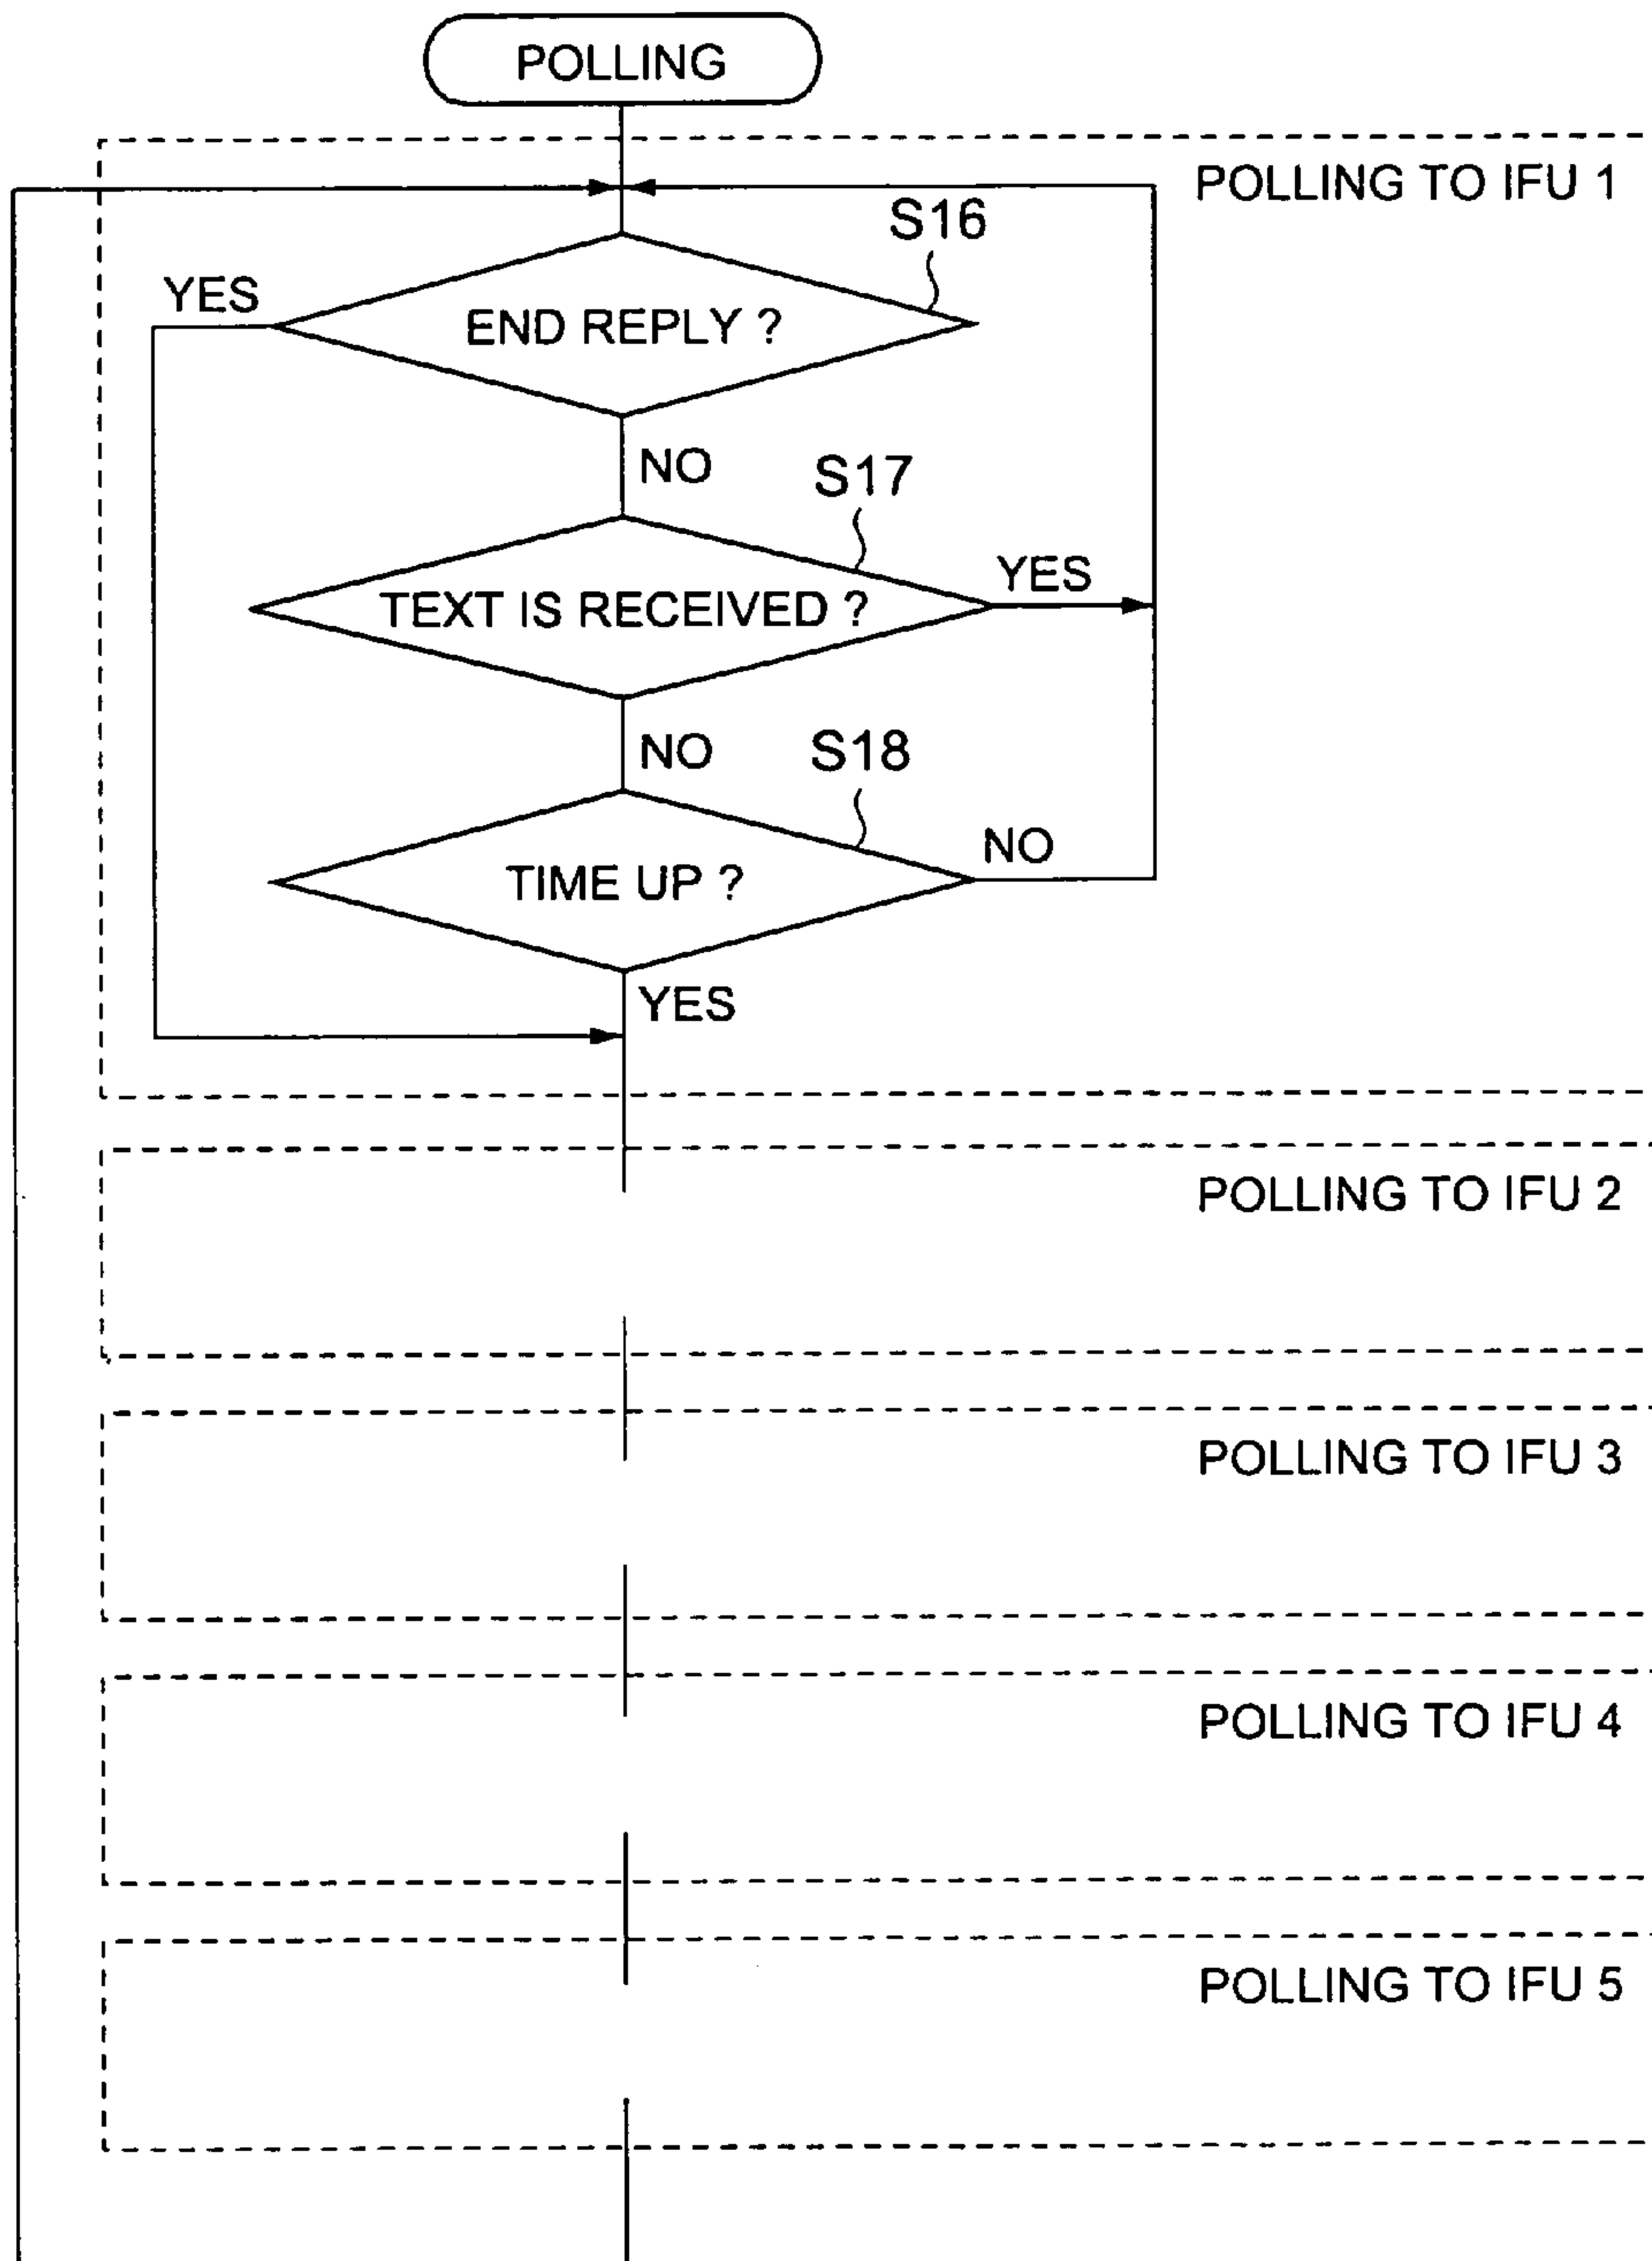 POLLING
POLLING TO IFU 1
S16
YES
END REPLY ?
NO
S17
YES
TEXT IS RECEIVED ?
NO
S18
NO
TIME UP ?
YES
POLLING TO IFU 2
POLLING TO IFU 3
POLLING TO IFU 4
POLLING TO IFU 5